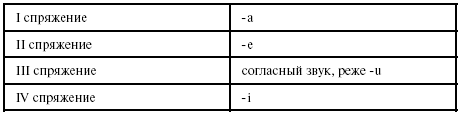 I спряжение -a
II спряжение -e
III спряжение согласный звук, реже -u
IV спряжение -i